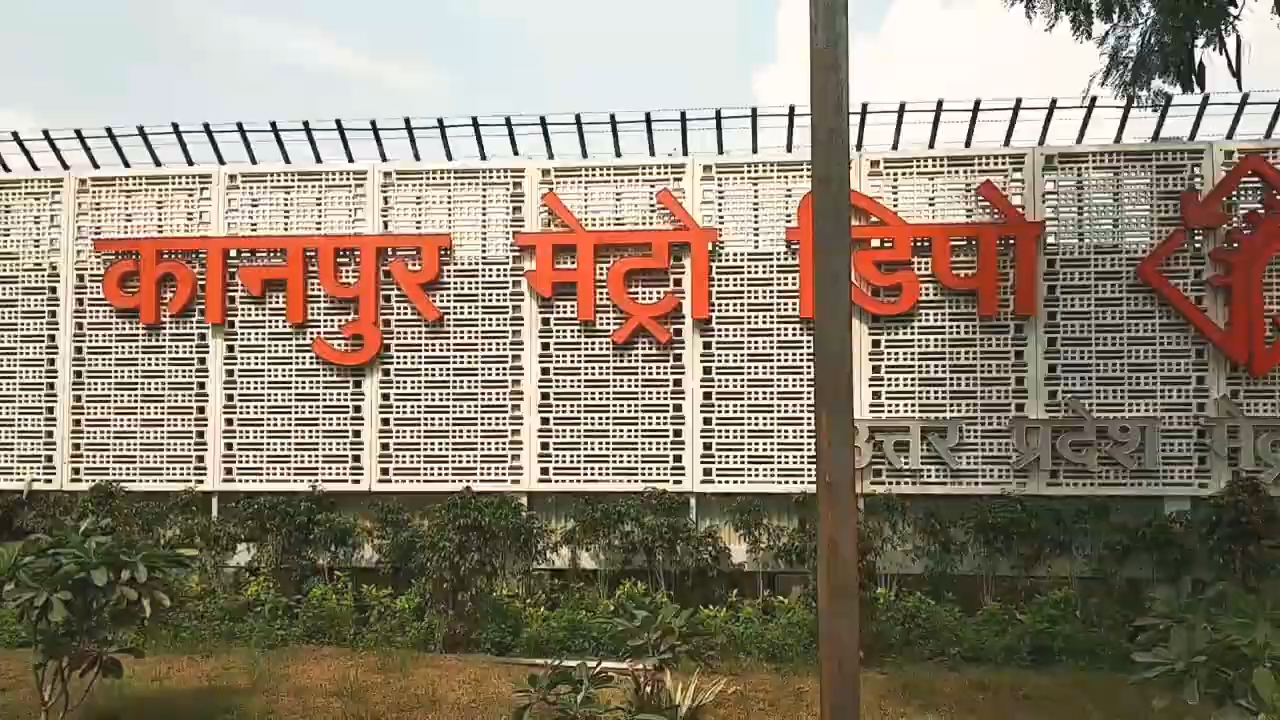 कानपुर मेट्रो डिपो
उत्तर प्रदेश